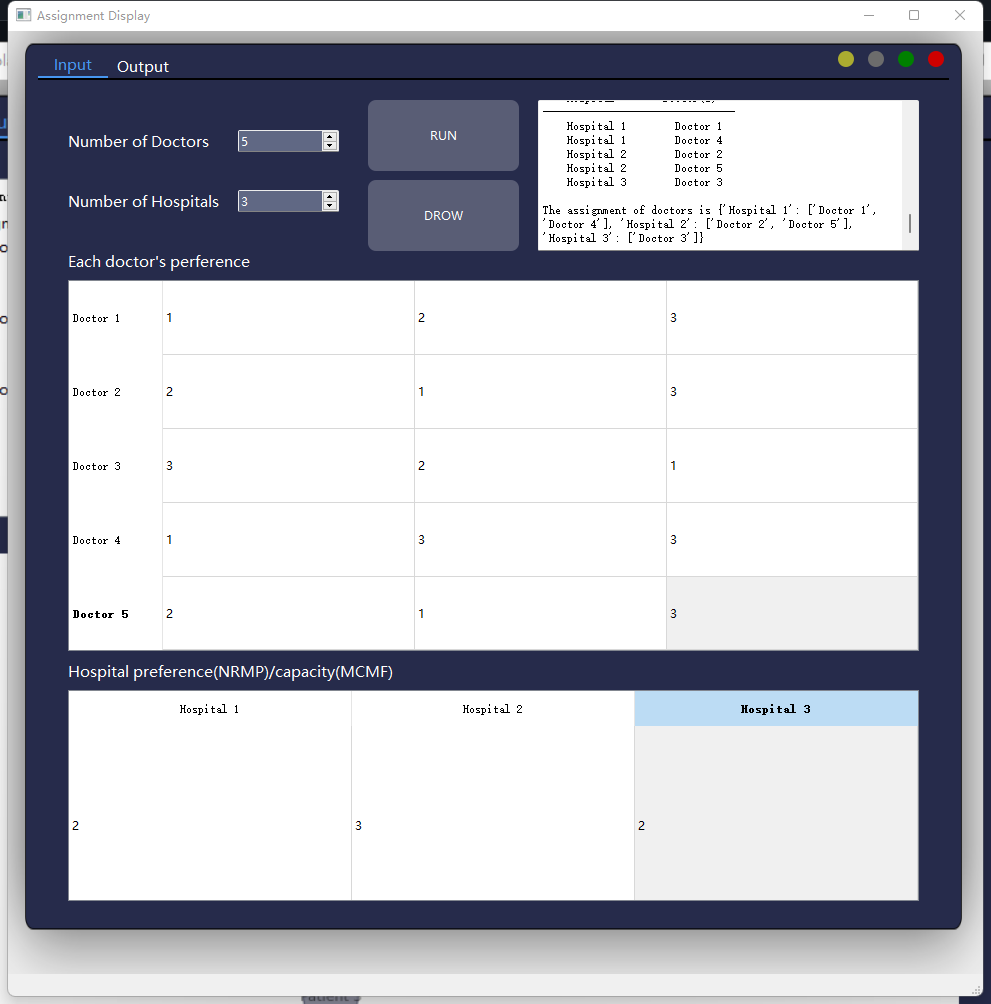 Assignment Display
Input Output
Number of Doctors 5
RUN
Number of Hospitals 3
DROW
Hospital 1 Doctor 1
Hospital 1 Doctor 4
Hospital 2 Doctor 2
Hospital 2 Doctor 5
Hospital 3 Doctor 3
The assignment of doctors is {'Hospital 1': ['Doctor 1',
'Doctor 4'], 'Hospital 2': ['Doctor 2', 'Doctor 5'],
'Hospital 3': ['Doctor 3']}
Each doctor's perference
Doctor 1 1 2 3
Doctor 2 2 1 3
Doctor 3 3 2 1
Doctor 4 1 3 3
Doctor 5 2 1 3
Hospital preference(NRMP)/capacity(MCMF)
Hospital 1 Hospital 2 Hospital 3
2 3 2